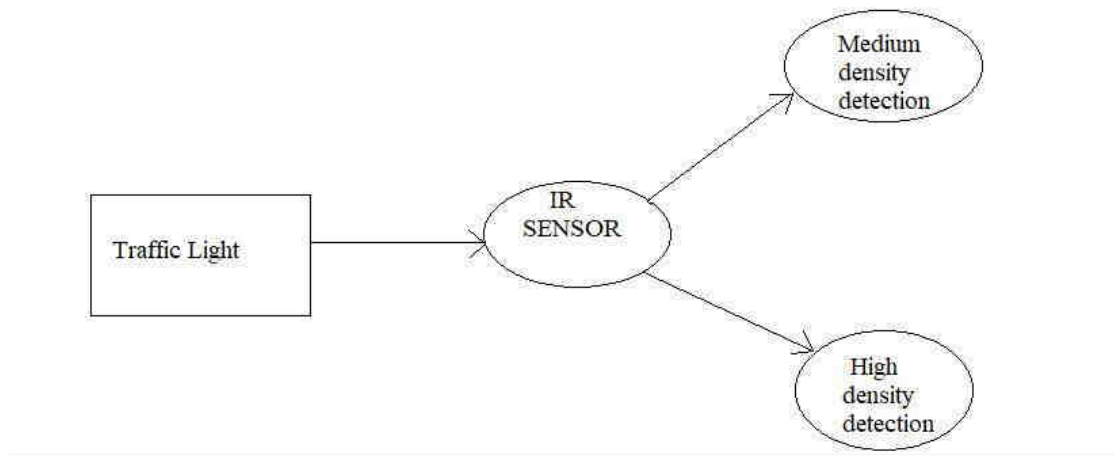 Medium
density
detection
IR
SENSOR
Traffic Light
High
density
detection